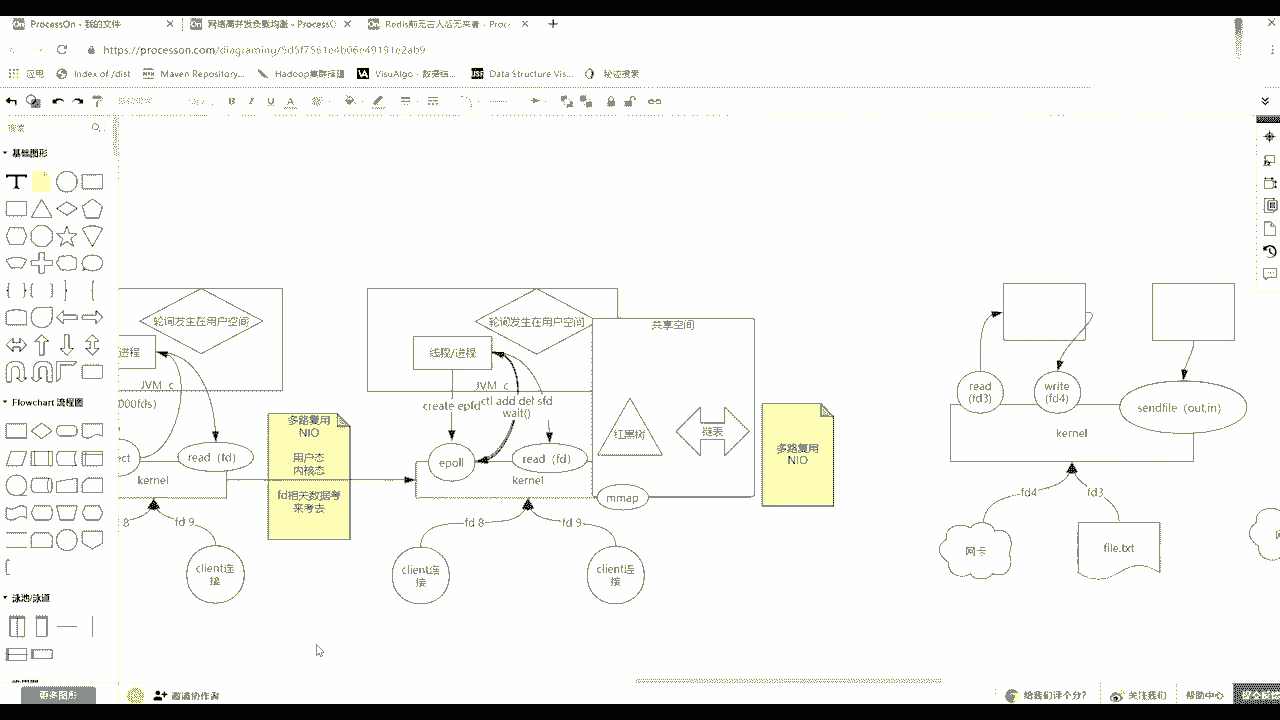 ProcessOn - 我的文件
网络高并发负载均衡 - ProcessO
Redis前无古人后无来者 - Proc
https://processon.com/diagraming/
应用
Index of /dist
Maven Repository...
Hadoop集群搭建
VisuAlgo - 数据结...
Data Structure Vis...
秘迹搜索
搜索
基础图形
Flowchart 流程图
泳池/泳道
更多图形
轮询发生在用户空间
进程
JVM c
000fds)
ect
read（fd）
kernel
8
fd 9
client连接
多路复用
NIO
用户态
内核态
fd相关数据考
来考去
轮询发生在用户空间
线程/进程
JVM c
create epfd
ctl add del sfd
wait()
epoll
read（fd）
kernel
fd 8
fd 9
client连
接
client连
接
共享空间
红黑树
链表
mmap
多路复用
NIO
read
(fd3)
write
(fd4)
sendfile（out,in）
kernel
fd4
fd3
网卡
file.txt
邀请协作者
给我们评个分?
关注我们
帮助中心